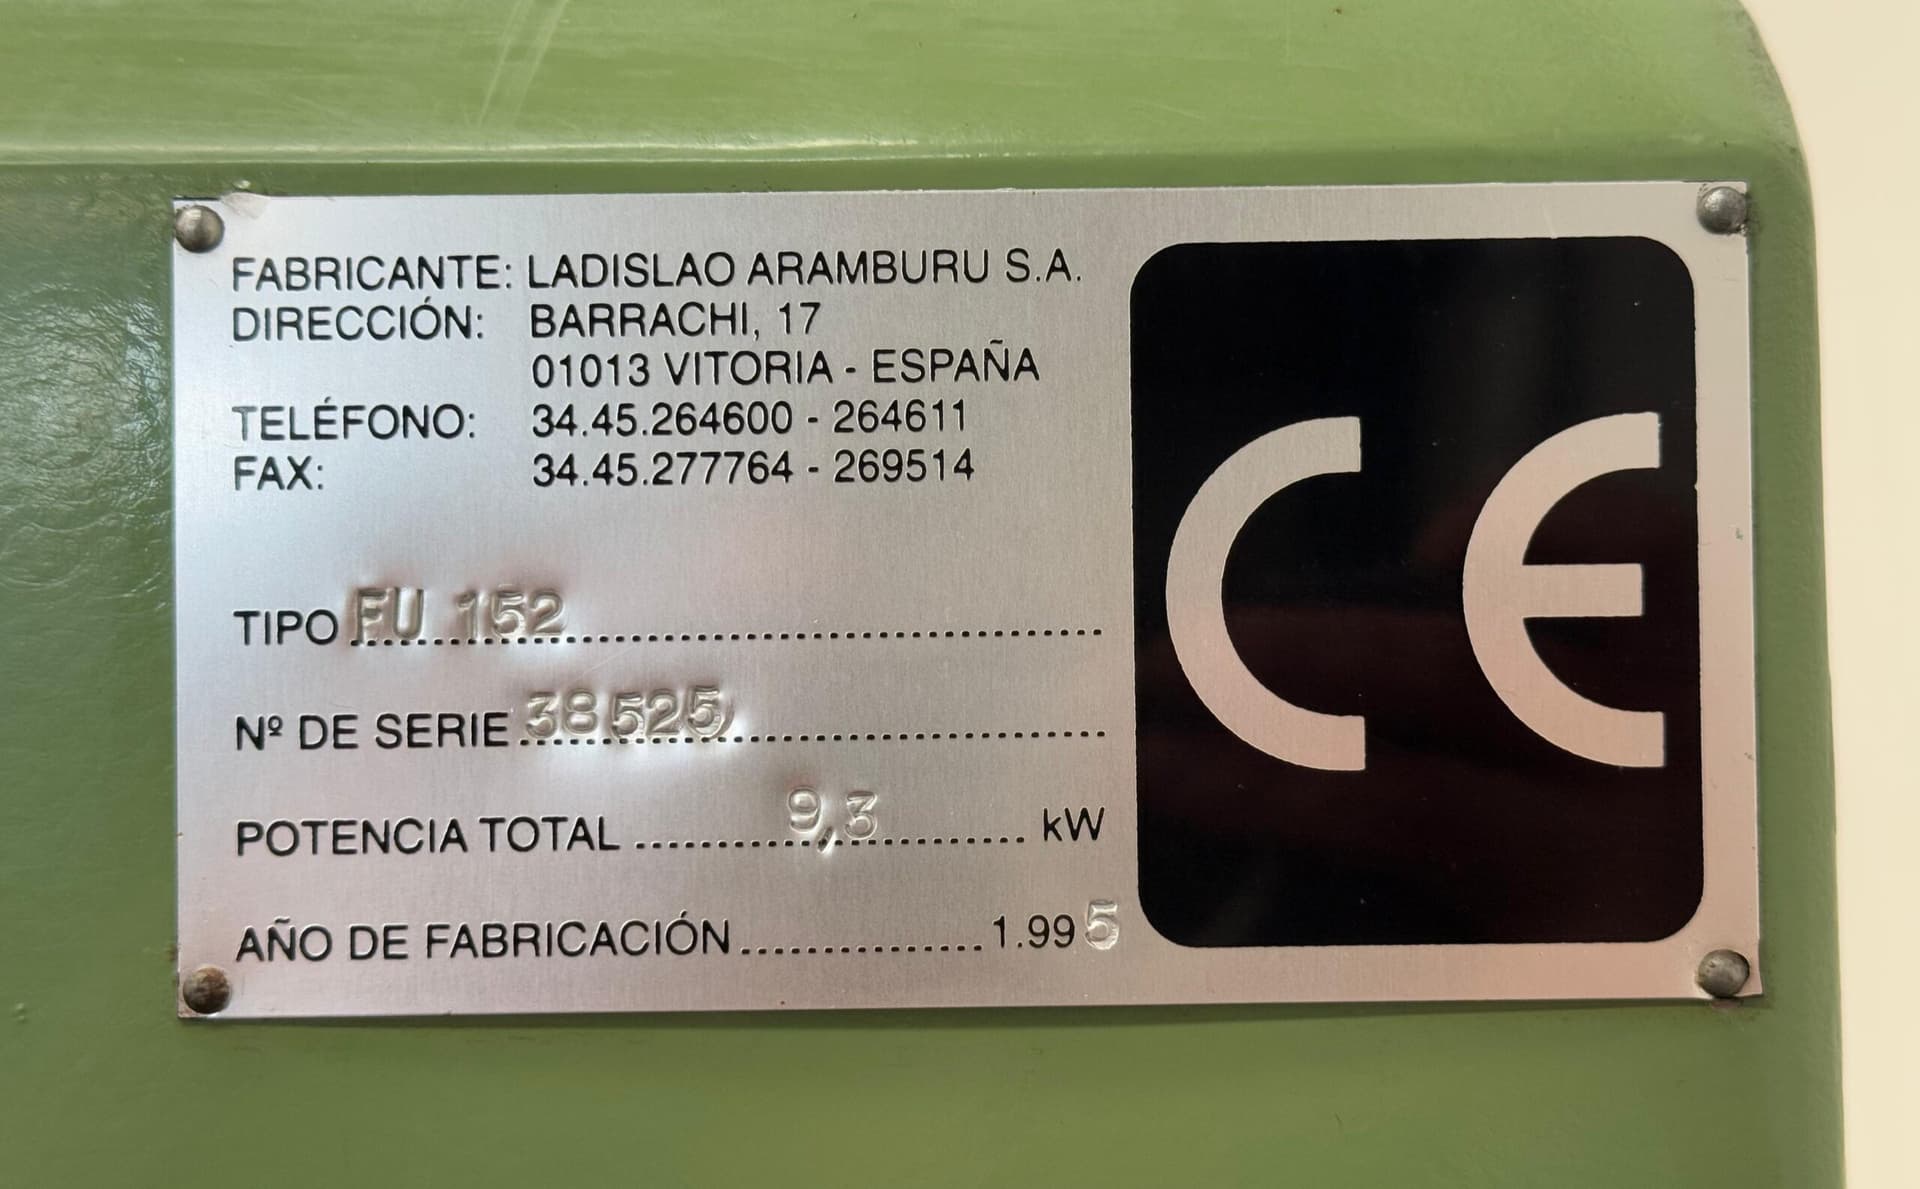 FABRICANTE: LADISLAO ARAMBURU S.A.
DIRECCIÓN: BARRACHI, 17
01013 VITORIA - ESPAÑA
TELÉFONO: 34.45.264600 - 264611
FAX: 34.45.277764 - 269514
TIPO FU 152
Nº DE SERIE 38525
POTENCIA TOTAL 9,3 kW
AÑO DE FABRICACIÓN 1.995
CE